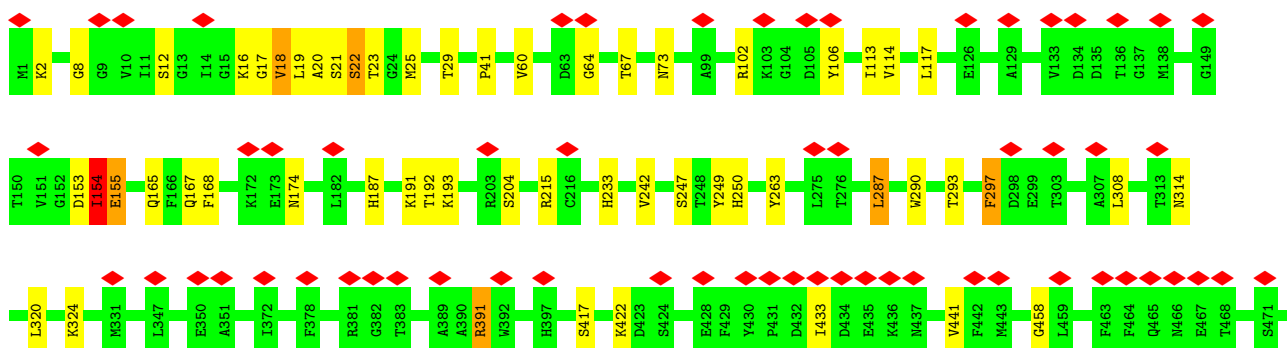 M1 K2 G8 G9 V10 I11 S12 G13 I14 G15 K16 G17 V18 L19 A20 S21 S22 T23 G24 M25 T29 P41 V60 D63 G64 T67 N73 A99 R102 K103 G104 D105 Y106 I113 V114 L117 E126 A129 V133 D134 D135 T136 G137 M138 G149
T150 V151 G152 D153 I154 E155 Q165 F166 Q167 F168 K172 E173 N174 L182 H187 K191 T192 K193 R203 S204 R215 C216 H233 V242 S247 T248 Y249 H250 Y263 L275 T276 L287 W290 T293 F297 D298 E299 T303 A307 L308 T313 N314
L320 K324 M331 L347 E350 A351 I372 F378 R381 G382 T383 A389 A390 R391 W392 H397 S417 K422 D423 S424 E428 F429 Y430 P431 D432 I433 D434 E435 K436 N437 V441 F442 M443 G458 L459 F463 F464 Q465 N466 E467 T468 S471